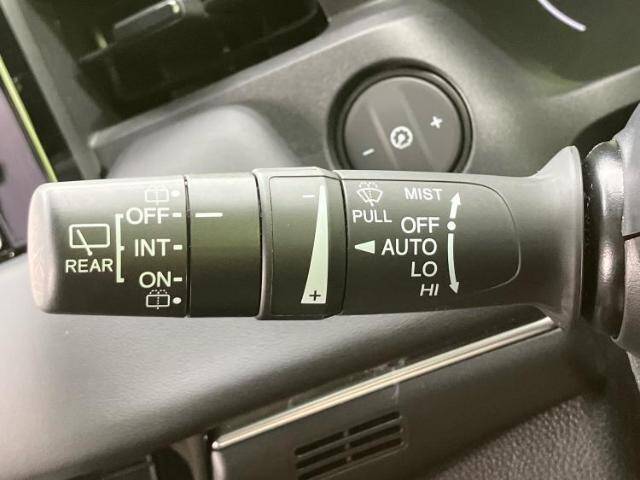 REAR
OFF
INT
ON
-
+
PULL
MIST
OFF
AUTO
LO
HI
-
+